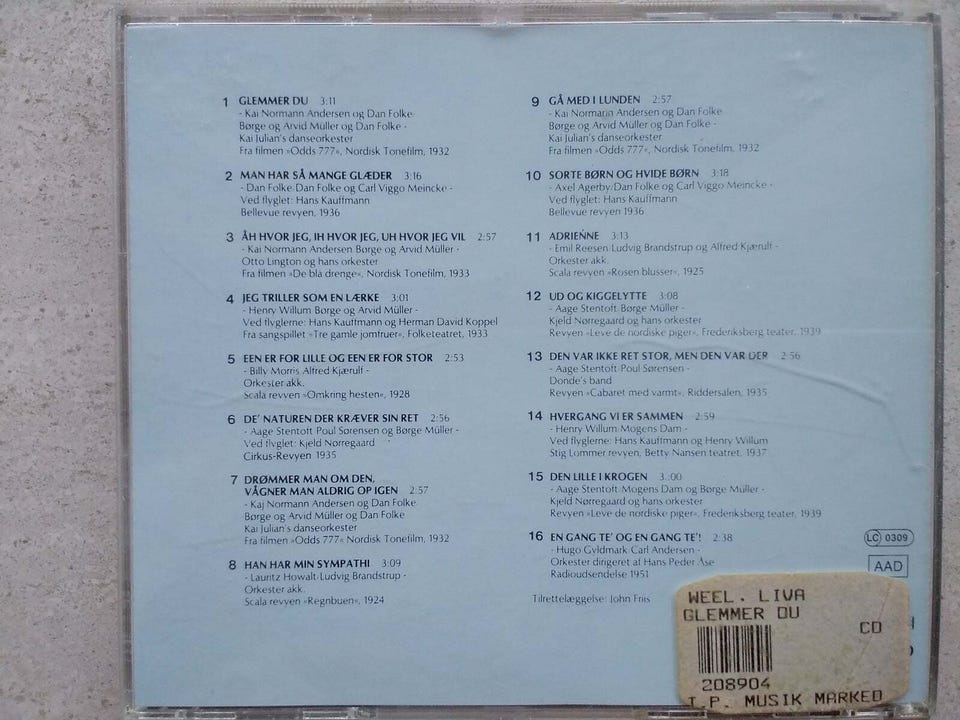 1 GLEMMER DU 3:11
- Kai Normann Andersen og Dan Folke
Børge og Arvid Müller og Dan Folke -
Kai Julian's danseorkester
Fra filmen »Odds 777«, Nordisk Tonefilm, 1932
2 MAN HAR SÅ MANGE GLÆDER 3:16
- Dan Folke/Dan Folke og Carl Viggo Meincke -
Ved flyglet: Hans Kauffmann
Bellevue revyen, 1936
3 ÅH HVOR JEG, IH HVOR JEG, UH HVOR JEG VIL 2:57
- Kai Normann Andersen/Børge og Arvid Müller -
Otto Lington og hans orkester
Fra filmen »De blå drenge«, Nordisk Tonefilm, 1933
4 JEG TRILLER SOM EN LÆRKE 3:01
- Henry Willum/Børge og Arvid Müller -
Ved flyglerne: Hans Kauffmann og Herman David Koppel
Fra sangspillet »Tre gamle jomfruer«, Folketeatret, 1933
5 EEN ER FOR LILLE OG EEN ER FOR STOR 2:53
- Billy Morris/Alfred Kjærulf -
Orkester akk.
Scala revyen »Omkring hesten«, 1928
6 DE' NATUREN DER KRÆVER SIN RET 2:56
- Aage Stentoft/Poul Sørensen og Børge Müller -
Ved flyglet: Kjeld Nørregaard
Cirkus-Revyen 1935
7 DRØMMER MAN OM DEN,
VÅGNER MAN ALDRIG OP IGEN 2:57
- Kaj Normann Andersen/Dan Folke
Børge og Arvid Müller og Dan Folke
Kai Julian's danseorkester
Fra filmen »Odds 777« Nordisk Tonefilm, 1932
8 HAN HAR MIN SYMPATHI 3:09
- Lauritz Howalt/Ludvig Brandstrup -
Orkester akk.
Scala revyen »Regnbuen«, 1924
9 GÅ MED I LUNDEN 2:57
- Kai Normann Andersen og Dan Folke
Børge og Arvid Müller og Dan Folke -
Kai Julian's danseorkester
Fra filmen »Odds 777«, Nordisk Tonefilm, 1932
10 SORTE BØRN OG HVIDE BØRN 3:18
- Axel Agerby/Dan Folke og Carl Viggo Meincke -
Ved flyglet: Hans Kauffmann
Bellevue revyen 1936
11 ADRIENNE 3:13
- Emil Reesen/Ludvig Brandstrup og Alfred Kjærulf -
Orkester akk.
Scala revyen »Rosen blusser«, 1925
12 UD OG KIGGELYTTE 3:08
- Aage Stentoft/Børge Müller -
Kjeld Nørregaard og hans orkester
Revyen »Leve de nordiske piger«, Frederiksberg teater, 1939
13 DEN VAR IKKE RET STOR, MEN DEN VAR DER 2:56
- Aage Stentoft/Poul Sørensen -
Donde's band
Revyen »Cabaret med varmt«, Riddersalen, 1935
14 HVERGANG VI ER SAMMEN 2:59
- Henry Willum/Mogens Dam -
Ved flyglerne: Hans Kauffmann og Henry Willum
Stig Lommer revyen, Betty Nansen teatret, 1937
15 DEN LILLE I KROGEN 3:00
- Aage Stentoft/Mogens Dam og Børge Müller -
Kjeld Nørregaard og hans orkester
Revyen »Leve de nordiske piger«, Frederiksberg teater, 1939
16 EN GANG TE' OG EN GANG TE'! 2:38
- Hugo Gyldmark/Carl Andersen -
Orkester dirigeret af Hans Peder Åse
Radioudsendelse 1951
Tilrettelæggelse: John Friis
LC 0309
AAD
WEEL. LIVA
GLEMMER DU
CD
208904
T.P. MUSIK MARKED